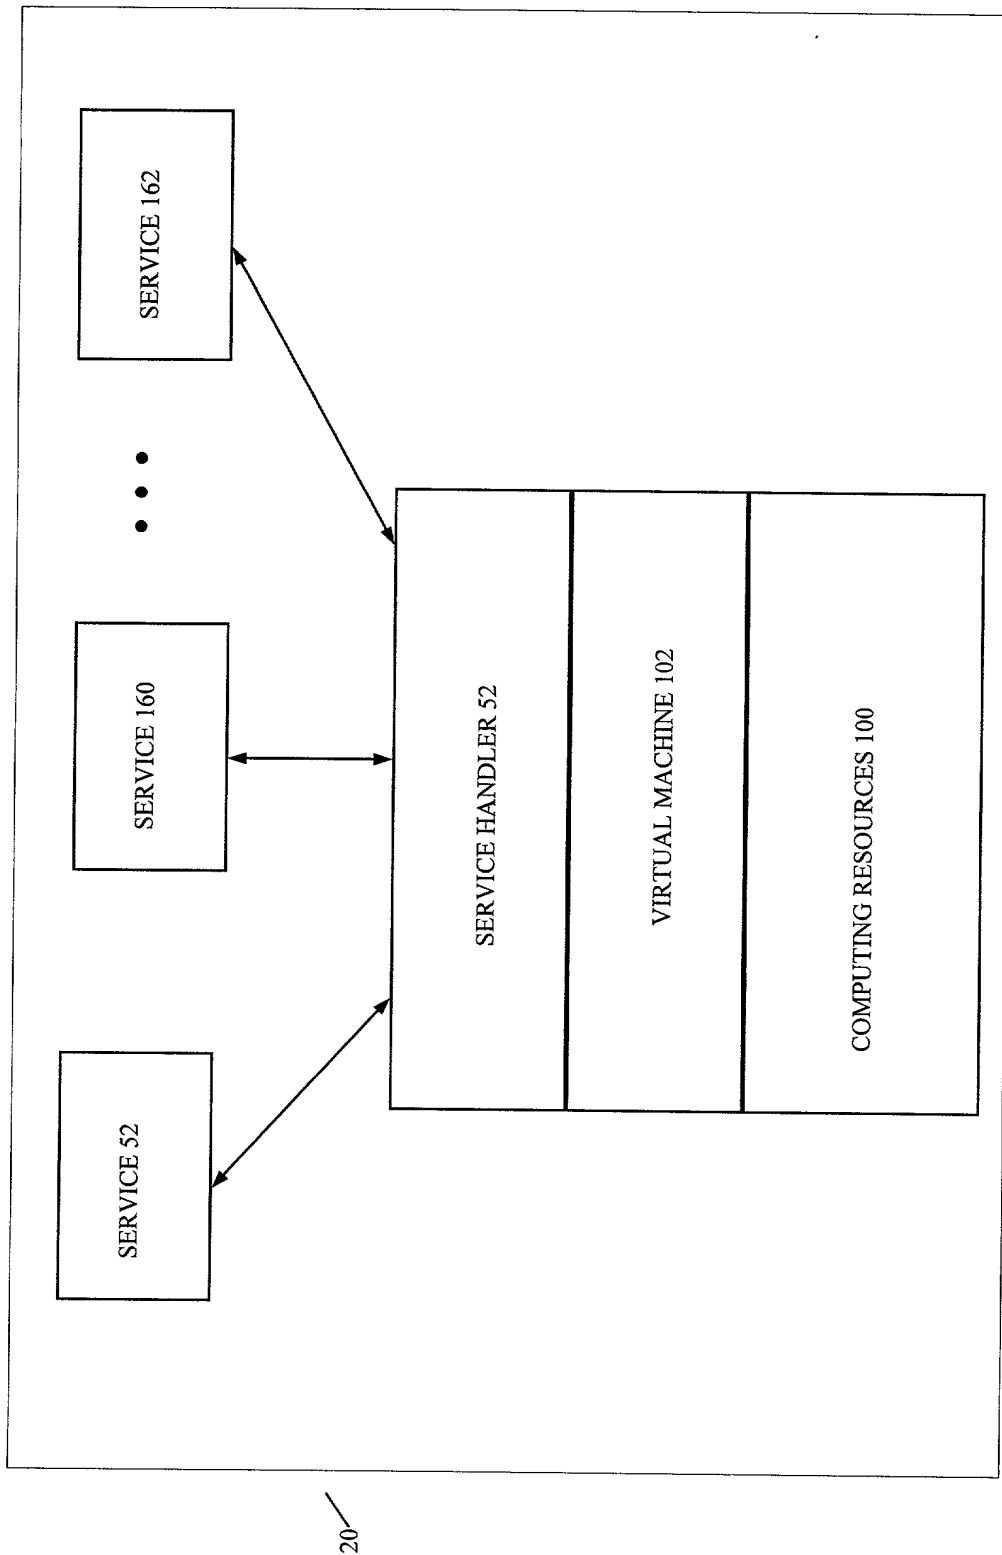 SERVICE 52
SERVICE 160
SERVICE 162
SERVICE HANDLER 52
VIRTUAL MACHINE 102
COMPUTING RESOURCES 100
20